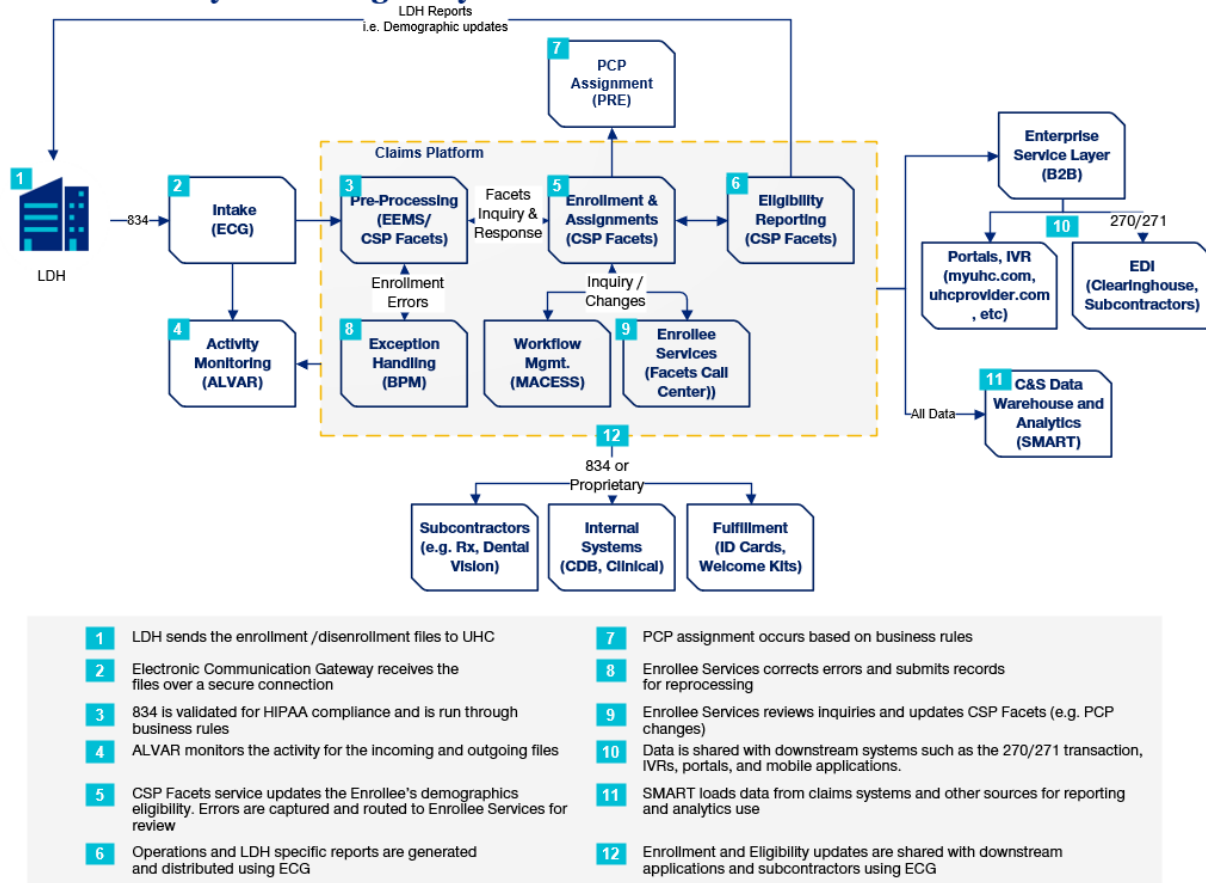 LDH Reports
i.e. Demographic updates
7
PCP
Assignment
(PRE)
Claims Platform
Enterprise
Service Layer
(B2B)
1
2
Intake
(ECG)
3
Pre-Processing
(EEMS/
CSP Facets)
Facets
Inquiry &
Response
5
Enrollment &
Assignments
(CSP Facets)
6
Eligibility
Reporting
(CSP Facets)
834
LDH
10
270/271
Portals, IVR
(myuhc.com,
uhcprovider.com
, etc)
EDI
(Clearinghouse,
Subcontractors)
Enrollment
Errors
Inquiry /
Changes
4
Activity
Monitoring
(ALVAR)
8
Exception
Handling
(BPM)
Workflow
Mgmt.
(MACESS)
9
Enrollee
Services
(Facets Call
Center))
11
C&S Data
Warehouse and
Analytics
(SMART)
All Data
12
834 or
Proprietary
Subcontractors
(e.g. Rx, Dental
Vision)
Internal
Systems
(CDB, Clinical)
Fulfillment
(ID Cards,
Welcome Kits)
1 LDH sends the enrollment /disenrollment files to UHC
2 Electronic Communication Gateway receives the
files over a secure connection
3 834 is validated for HIPAA compliance and is run through
business rules
4 ALVAR monitors the activity for the incoming and outgoing files
5 CSP Facets service updates the Enrollee's demographics
eligibility. Errors are captured and routed to Enrollee Services for
review
6 Operations and LDH specific reports are generated
and distributed using ECG
7 PCP assignment occurs based on business rules
8 Enrollee Services corrects errors and submits records
for reprocessing
9 Enrollee Services reviews inquiries and updates CSP Facets (e.g. PCP
changes)
10 Data is shared with downstream systems such as the 270/271 transaction,
IVRs, portals, and mobile applications.
11 SMART loads data from claims systems and other sources for reporting
and analytics use
12 Enrollment and Eligibility updates are shared with downstream
applications and subcontractors using ECG